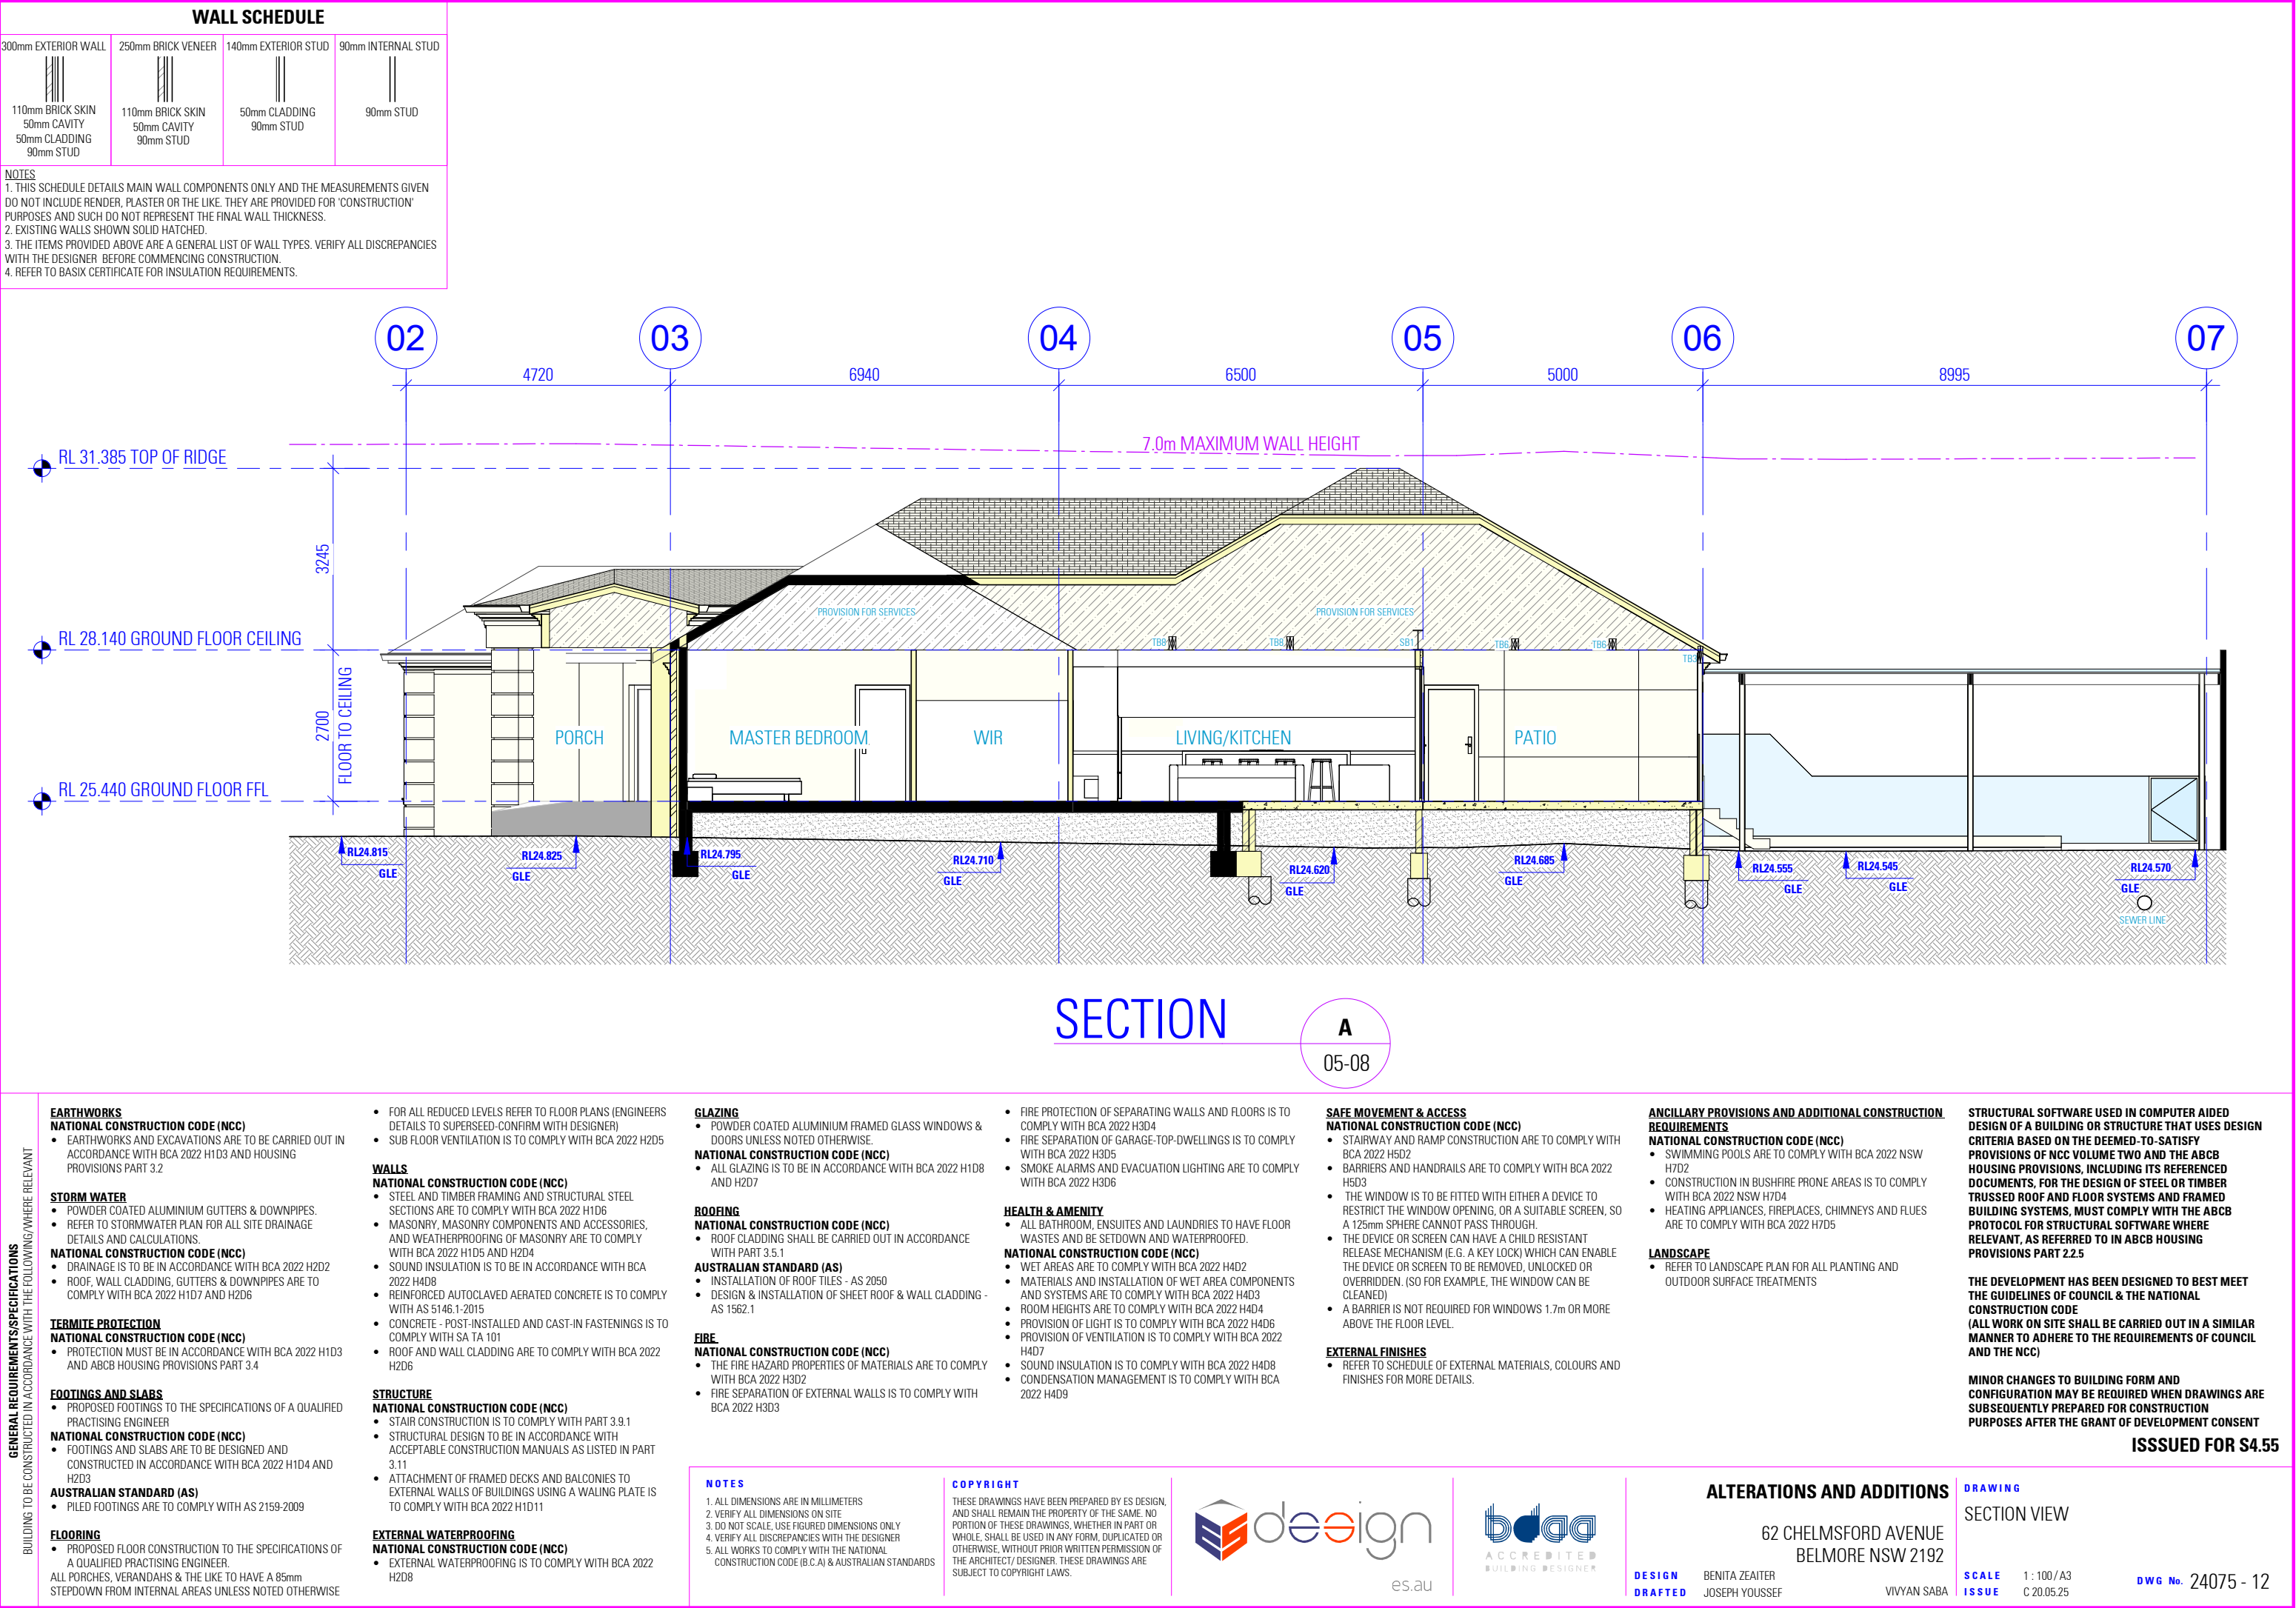 WALL SCHEDULE
300mm EXTERIOR WALL
110mm BRICK SKIN
50mm CAVITY
50mm CLADDING
90mm STUD
250mm BRICK VENEER
110mm BRICK SKIN
50mm CAVITY
90mm STUD
140mm EXTERIOR STUD
50mm CLADDING
90mm STUD
90mm INTERNAL STUD
90mm STUD
NOTES
1. THIS SCHEDULE DETAILS MAIN WALL COMPONENTS ONLY AND THE MEASUREMENTS GIVEN
DO NOT INCLUDE RENDER, PLASTER OR THE LIKE. THEY ARE PROVIDED FOR 'CONSTRUCTION'
PURPOSES AND SUCH DO NOT REPRESENT THE FINAL WALL THICKNESS.
2. EXISTING WALLS SHOWN SOLID HATCHED.
3. THE ITEMS PROVIDED ABOVE ARE A GENERAL LIST OF WALL TYPES. VERIFY ALL DISCREPANCIES
WITH THE DESIGNER BEFORE COMMENCING CONSTRUCTION.
4. REFER TO BASIX CERTIFICATE FOR INSULATION REQUIREMENTS.
02 03 04 05 06 07
4720 6940 6500 5000 8995
7.0m MAXIMUM WALL HEIGHT
RL 31.385 TOP OF RIDGE
3245
RL 28.140 GROUND FLOOR CEILING
2700
FLOOR TO CEILING
RL 25.440 GROUND FLOOR FFL
PROVISION FOR SERVICES
PROVISION FOR SERVICES
TB8 TB8 SB1 TB6 TB6 TB3
PORCH
MASTER BEDROOM
WIR
LIVING/KITCHEN
PATIO
RL24.815
GLE
RL24.825
GLE
RL24.795
GLE
RL24.710
GLE
RL24.620
GLE
RL24.685
GLE
RL24.555
GLE
RL24.545
GLE
RL24.570
GLE
SEWER LINE
SECTION
A
05-08
GENERAL REQUIREMENTS/SPECIFICATIONS
BUILDING TO BE CONSTRUCTED IN ACCORDANCE WITH THE FOLLOWING/WHERE RELEVANT
EARTHWORKS
NATIONAL CONSTRUCTION CODE (NCC)
• EARTHWORKS AND EXCAVATIONS ARE TO BE CARRIED OUT IN
ACCORDANCE WITH BCA 2022 H1D3 AND HOUSING
PROVISIONS PART 3.2
STORM WATER
• POWDER COATED ALUMINIUM GUTTERS & DOWNPIPES.
• REFER TO STORMWATER PLAN FOR ALL SITE DRAINAGE
DETAILS AND CALCULATIONS.
NATIONAL CONSTRUCTION CODE (NCC)
• DRAINAGE IS TO BE IN ACCORDANCE WITH BCA 2022 H2D2
• ROOF, WALL CLADDING, GUTTERS & DOWNPIPES ARE TO
COMPLY WITH BCA 2022 H1D7 AND H2D6
TERMITE PROTECTION
NATIONAL CONSTRUCTION CODE (NCC)
• PROTECTION MUST BE IN ACCORDANCE WITH BCA 2022 H1D3
AND ABCB HOUSING PROVISIONS PART 3.4
FOOTINGS AND SLABS
• PROPOSED FOOTINGS TO THE SPECIFICATIONS OF A QUALIFIED
PRACTISING ENGINEER
NATIONAL CONSTRUCTION CODE (NCC)
• FOOTINGS AND SLABS ARE TO BE DESIGNED AND
CONSTRUCTED IN ACCORDANCE WITH BCA 2022 H1D4 AND
H2D3
AUSTRALIAN STANDARD (AS)
• PILED FOOTINGS ARE TO COMPLY WITH AS 2159-2009
FLOORING
• PROPOSED FLOOR CONSTRUCTION TO THE SPECIFICATIONS OF
A QUALIFIED PRACTISING ENGINEER.
ALL PORCHES, VERANDAHS & THE LIKE TO HAVE A 85mm
STEPDOWN FROM INTERNAL AREAS UNLESS NOTED OTHERWISE
• FOR ALL REDUCED LEVELS REFER TO FLOOR PLANS (ENGINEERS
DETAILS TO SUPERSEED-CONFIRM WITH DESIGNER)
• SUB FLOOR VENTILATION IS TO COMPLY WITH BCA 2022 H2D5
WALLS
NATIONAL CONSTRUCTION CODE (NCC)
• STEEL AND TIMBER FRAMING AND STRUCTURAL STEEL
SECTIONS ARE TO COMPLY WITH BCA 2022 H1D6
• MASONRY, MASONRY COMPONENTS AND ACCESSORIES,
AND WEATHERPROOFING OF MASONRY ARE TO COMPLY
WITH BCA 2022 H1D5 AND H2D4
• SOUND INSULATION IS TO BE IN ACCORDANCE WITH BCA
2022 H4D8
• REINFORCED AUTOCLAVED AERATED CONCRETE IS TO COMPLY
WITH AS 5146.1-2015
• CONCRETE - POST-INSTALLED AND CAST-IN FASTENINGS IS TO
COMPLY WITH SA TA 101
• ROOF AND WALL CLADDING ARE TO COMPLY WITH BCA 2022
H2D6
STRUCTURE
NATIONAL CONSTRUCTION CODE (NCC)
• STAIR CONSTRUCTION IS TO COMPLY WITH PART 3.9.1
• STRUCTURAL DESIGN TO BE IN ACCORDANCE WITH
ACCEPTABLE CONSTRUCTION MANUALS AS LISTED IN PART
3.11
• ATTACHMENT OF FRAMED DECKS AND BALCONIES TO
EXTERNAL WALLS OF BUILDINGS USING A WALING PLATE IS
TO COMPLY WITH BCA 2022 H1D11
EXTERNAL WATERPROOFING
NATIONAL CONSTRUCTION CODE (NCC)
• EXTERNAL WATERPROOFING IS TO COMPLY WITH BCA 2022
H2D8
GLAZING
• POWDER COATED ALUMINIUM FRAMED GLASS WINDOWS &
DOORS UNLESS NOTED OTHERWISE.
NATIONAL CONSTRUCTION CODE (NCC)
• ALL GLAZING IS TO BE IN ACCORDANCE WITH BCA 2022 H1D8
AND H2D7
ROOFING
NATIONAL CONSTRUCTION CODE (NCC)
• ROOF CLADDING SHALL BE CARRIED OUT IN ACCORDANCE
WITH PART 3.5.1
AUSTRALIAN STANDARD (AS)
• INSTALLATION OF ROOF TILES - AS 2050
• DESIGN & INSTALLATION OF SHEET ROOF & WALL CLADDING -
AS 1562.1
FIRE
NATIONAL CONSTRUCTION CODE (NCC)
• THE FIRE HAZARD PROPERTIES OF MATERIALS ARE TO COMPLY
WITH BCA 2022 H3D2
• FIRE SEPARATION OF EXTERNAL WALLS IS TO COMPLY WITH
BCA 2022 H3D3
• FIRE PROTECTION OF SEPARATING WALLS AND FLOORS IS TO
COMPLY WITH BCA 2022 H3D4
• FIRE SEPARATION OF GARAGE-TOP-DWELLINGS IS TO COMPLY
WITH BCA 2022 H3D5
• SMOKE ALARMS AND EVACUATION LIGHTING ARE TO COMPLY
WITH BCA 2022 H3D6
HEALTH & AMENITY
• ALL BATHROOM, ENSUITES AND LAUNDRIES TO HAVE FLOOR
WASTES AND BE SETDOWN AND WATERPROOFED.
NATIONAL CONSTRUCTION CODE (NCC)
• WET AREAS ARE TO COMPLY WITH BCA 2022 H4D2
• MATERIALS AND INSTALLATION OF WET AREA COMPONENTS
AND SYSTEMS ARE TO COMPLY WITH BCA 2022 H4D3
• ROOM HEIGHTS ARE TO COMPLY WITH BCA 2022 H4D4
• PROVISION OF LIGHT IS TO COMPLY WITH BCA 2022 H4D6
• PROVISION OF VENTILATION IS TO COMPLY WITH BCA 2022
H4D7
• SOUND INSULATION IS TO COMPLY WITH BCA 2022 H4D8
• CONDENSATION MANAGEMENT IS TO COMPLY WITH BCA
2022 H4D9
SAFE MOVEMENT & ACCESS
NATIONAL CONSTRUCTION CODE (NCC)
• STAIRWAY AND RAMP CONSTRUCTION ARE TO COMPLY WITH
BCA 2022 H5D2
• BARRIERS AND HANDRAILS ARE TO COMPLY WITH BCA 2022
H5D3
• THE WINDOW IS TO BE FITTED WITH EITHER A DEVICE TO
RESTRICT THE WINDOW OPENING, OR A SUITABLE SCREEN, SO
A 125mm SPHERE CANNOT PASS THROUGH.
• THE DEVICE OR SCREEN CAN HAVE A CHILD RESISTANT
RELEASE MECHANISM (E.G. A KEY LOCK) WHICH CAN ENABLE
THE DEVICE OR SCREEN TO BE REMOVED, UNLOCKED OR
OVERRIDDEN. (SO FOR EXAMPLE, THE WINDOW CAN BE
CLEANED)
• A BARRIER IS NOT REQUIRED FOR WINDOWS 1.7m OR MORE
ABOVE THE FLOOR LEVEL.
EXTERNAL FINISHES
• REFER TO SCHEDULE OF EXTERNAL MATERIALS, COLOURS AND
FINISHES FOR MORE DETAILS.
ANCILLARY PROVISIONS AND ADDITIONAL CONSTRUCTION
REQUIREMENTS
NATIONAL CONSTRUCTION CODE (NCC)
• SWIMMING POOLS ARE TO COMPLY WITH BCA 2022 NSW
H7D2
• CONSTRUCTION IN BUSHFIRE PRONE AREAS IS TO COMPLY
WITH BCA 2022 NSW H7D4
• HEATING APPLIANCES, FIREPLACES, CHIMNEYS AND FLUES
ARE TO COMPLY WITH BCA 2022 H7D5
LANDSCAPE
• REFER TO LANDSCAPE PLAN FOR ALL PLANTING AND
OUTDOOR SURFACE TREATMENTS
STRUCTURAL SOFTWARE USED IN COMPUTER AIDED
DESIGN OF A BUILDING OR STRUCTURE THAT USES DESIGN
CRITERIA BASED ON THE DEEMED-TO-SATISFY
PROVISIONS OF NCC VOLUME TWO AND THE ABCB
HOUSING PROVISIONS, INCLUDING ITS REFERENCED
DOCUMENTS, FOR THE DESIGN OF STEEL OR TIMBER
TRUSSED ROOF AND FLOOR SYSTEMS AND FRAMED
BUILDING SYSTEMS, MUST COMPLY WITH THE ABCB
PROTOCOL FOR STRUCTURAL SOFTWARE WHERE
RELEVANT, AS REFERRED TO IN ABCB HOUSING
PROVISIONS PART 2.2.5
THE DEVELOPMENT HAS BEEN DESIGNED TO BEST MEET
THE GUIDELINES OF COUNCIL & THE NATIONAL
CONSTRUCTION CODE
(ALL WORK ON SITE SHALL BE CARRIED OUT IN A SIMILAR
MANNER TO ADHERE TO THE REQUIREMENTS OF COUNCIL
AND THE NCC)
MINOR CHANGES TO BUILDING FORM AND
CONFIGURATION MAY BE REQUIRED WHEN DRAWINGS ARE
SUBSEQUENTLY PREPARED FOR CONSTRUCTION
PURPOSES AFTER THE GRANT OF DEVELOPMENT CONSENT
ISSSUED FOR S4.55
NOTES
1. ALL DIMENSIONS ARE IN MILLIMETERS
2. VERIFY ALL DIMENSIONS ON SITE
3. DO NOT SCALE, USE FIGURED DIMENSIONS ONLY
4. VERIFY ALL DISCREPANCIES WITH THE DESIGNER
5. ALL WORKS TO COMPLY WITH THE NATIONAL
CONSTRUCTION CODE (B.C.A) & AUSTRALIAN STANDARDS
COPYRIGHT
THESE DRAWINGS HAVE BEEN PREPARED BY ES DESIGN,
AND SHALL REMAIN THE PROPERTY OF THE SAME. NO
PORTION OF THESE DRAWINGS, WHETHER IN PART OR
WHOLE, SHALL BE USED IN ANY FORM, DUPLICATED OR
OTHERWISE, WITHOUT PRIOR WRITTEN PERMISSION OF
THE ARCHITECT/ DESIGNER. THESE DRAWINGS ARE
SUBJECT TO COPYRIGHT LAWS.
ES design
es.au
bdaa
ACCREDITED
BUILDING DESIGNER
ALTERATIONS AND ADDITIONS
62 CHELMSFORD AVENUE
BELMORE NSW 2192
DESIGN BENITA ZEAITER
DRAFTED JOSEPH YOUSSEF
VIVYAN SABA
DRAWING
SECTION VIEW
SCALE 1 : 100 / A3
ISSUE C 20.05.25
DWG No. 24075 - 12